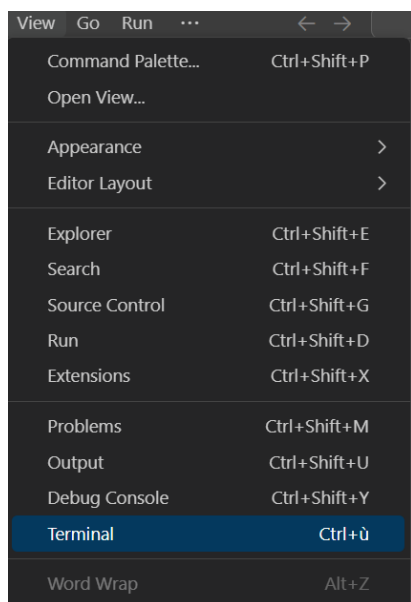 View Go Run ···
Command Palette... Ctrl+Shift+P
Open View...
Appearance
Editor Layout
Explorer Ctrl+Shift+E
Search Ctrl+Shift+F
Source Control Ctrl+Shift+G
Run Ctrl+Shift+D
Extensions Ctrl+Shift+X
Problems Ctrl+Shift+M
Output Ctrl+Shift+U
Debug Console Ctrl+Shift+Y
Terminal Ctrl+ù
Word Wrap Alt+Z